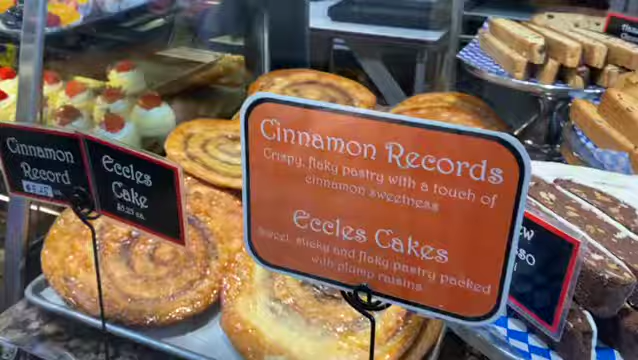 Cinnamon
Record
Eccles
Cake
Cinnamon Records
Crispy, flaky pastry with a touch of
cinnamon sweetness
Eccles Cakes
Sweet, sticky and flaky pastry packed
with plump raisins